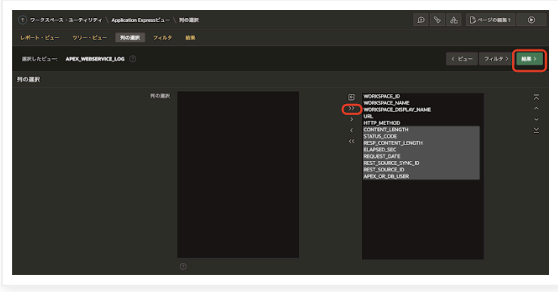 ワークスペース・ユーティリティ \ Application Expressビュー \ 列の選択
ページの編集1
レポート・ビュー ツリー・ビュー 列の選択 フィルタ 結果
選択したビュー: APEX_WEBSERVICE_LOG
< ビュー フィルタ > 結果 >
列の選択
列の選択
WORKSPACE_ID
WORKSPACE_NAME
WORKSPACE_DISPLAY_NAME
URL
HTTP_METHOD
CONTENT_LENGTH
STATUS_CODE
RESP_CONTENT_LENGTH
ELAPSED_SEC
REQUEST_DATE
REST_SOURCE_SYNC_ID
REST_SOURCE_ID
APEX_OR_DB_USER